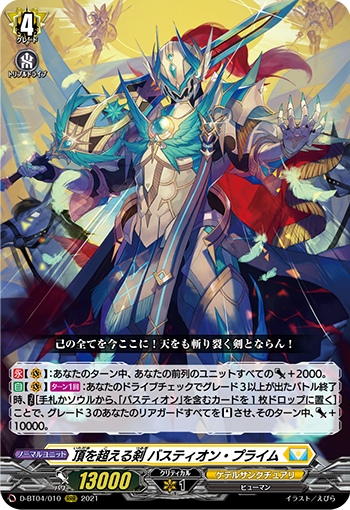 4
グレード
トリプルドライブ
己の全てを今ここに！天をも斬り裂く剣とならん！
【永】【(R)】：あなたのターン中、あなたの前列のユニットすべての+2000。
【自】【(R)】【ターン1回】：あなたのドライブチェックでグレード3以上が出たバトル終了
時、【手札かソウルから、「バスティオン」を含むカードを1枚ドロップに置く】
ことで、グレード3のあなたのリアガードすべてを【スタンド】させ、そのターン中、
+10000。
ノーマルユニット
頂を超える剣 バスティオン・プライム
パワー
13000
クリティカル
1
ケテルサンクチュアリ
ヒューマン
D-BT04/010 RRR 2021
イラスト／えびら